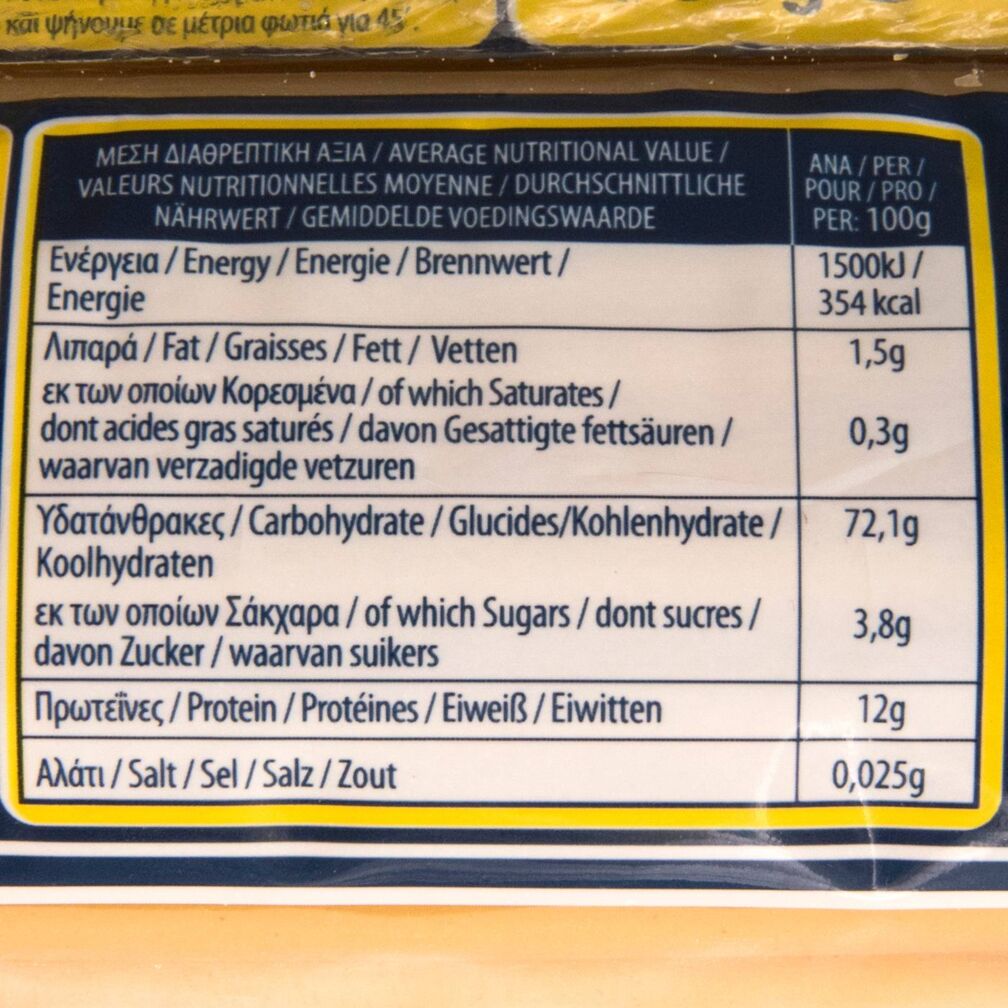 και ψήνουμε σε μέτρια φωτιά για 45'.
ΜΕΣΗ ΔΙΑΘΡΕΠΤΙΚΗ ΑΞΙΑ / AVERAGE NUTRITIONAL VALUE /
VALEURS NUTRITIONNELLES MOYENNE / DURCHSCHNITTLICHE
NÄHRWERT / GEMIDDELDE VOEDINGSWAARDE
ANA / PER /
POUR / PRO /
PER: 100g
Ενέργεια / Energy / Energie / Brennwert /
Energie
1500kJ /
354 kcal
Λιπαρά / Fat / Graisses / Fett / Vetten
1,5g
εκ των οποίων Κορεσμένα / of which Saturates /
dont acides gras saturés / davon Gesattigte fettsäuren /
waarvan verzadigde vetzuren
0,3g
Υδατάνθρακες / Carbohydrate / Glucides/Kohlenhydrate /
Koolhydraten
72,1g
εκ των οποίων Σάκχαρα / of which Sugars / dont sucres /
davon Zucker / waarvan suikers
3,8g
Πρωτεΐνες / Protein / Protéines / Eiweiß / Eiwitten
12g
Αλάτι / Salt / Sel / Salz / Zout
0,025g